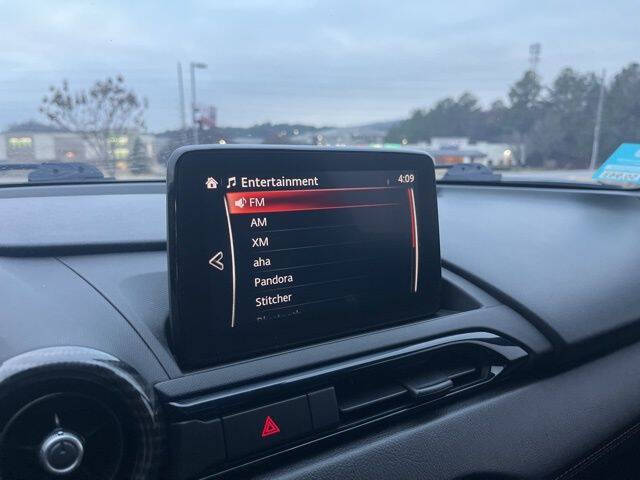 Entertainment 4:09
FM
AM
XM
aha
Pandora
Stitcher